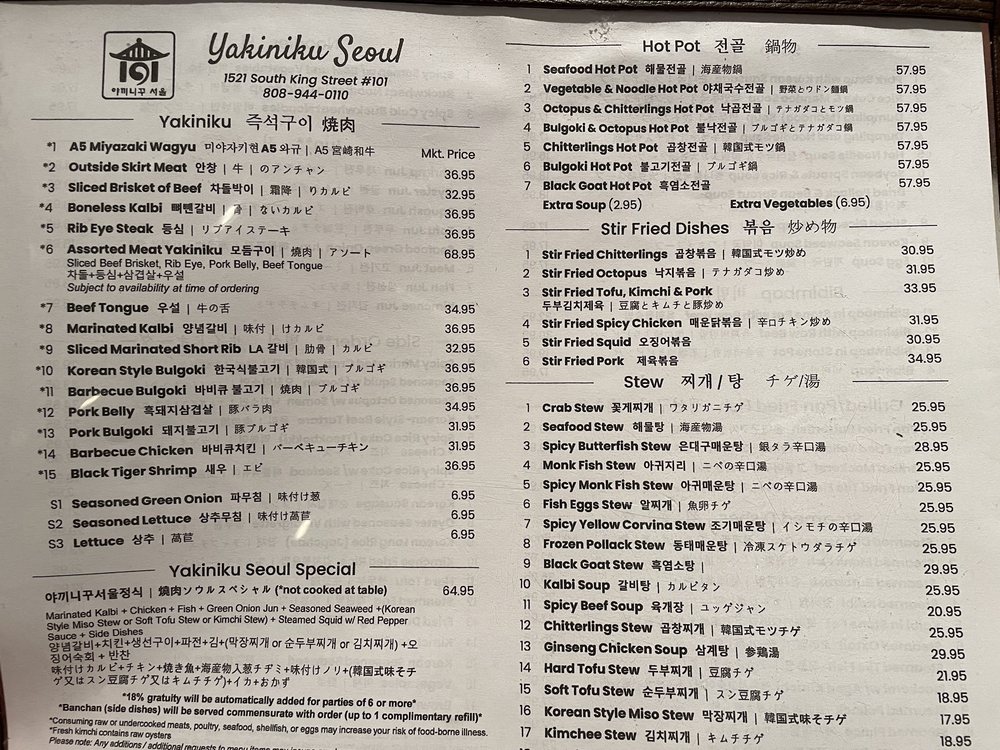 야끼니꾸 서울
Yakiniku Seoul
1521 South King Street #101
808-944-0110
Yakiniku 즉석구이 焼肉
*1 A5 Miyazaki Wagyu 미야자키현 A5 와규 | A5 宮崎和牛 Mkt. Price
*2 Outside Skirt Meat 안창 | 牛 | のアンチャン 36.95
*3 Sliced Brisket of Beef 차돌박이 | 霜降 | りカルビ 32.95
*4 Boneless Kalbi 뼈뺀갈비 | 骨 | ないカルビ 36.95
*5 Rib Eye Steak 등심 | リブアイステーキ 36.95
*6 Assorted Meat Yakiniku 모둠구이 | 焼肉 | アソート 68.95
Sliced Beef Brisket, Rib Eye, Pork Belly, Beef Tongue
차돌+등심+삼겹살+우설
Subject to availability at time of ordering
*7 Beef Tongue 우설 | 牛の舌 34.95
*8 Marinated Kalbi 양념갈비 | 味付 | けカルビ 36.95
*9 Sliced Marinated Short Rib LA 갈비 | 肋骨 | カルビ 32.95
*10 Korean Style Bulgogi 한국식불고기 | 韓国式 | プルギ 36.95
*11 Barbecue Bulgogi 바비큐 불고기 | 焼肉 | プルギ 36.95
*12 Pork Belly 흑돼지삼겹살 | 豚バラ肉 34.95
*13 Pork Bulgogi 돼지불고기 | 豚プルギ 31.95
*14 Barbecue Chicken 바비큐치킨 | バーベキューチキン 31.95
*15 Black Tiger Shrimp 새우 | エビ 36.95
S1 Seasoned Green Onion 파무침 | 味付け葱 6.95
S2 Seasoned Lettuce 상추무침 | 味付け萵苣 6.95
S3 Lettuce 상추 | 萵苣 6.95
Yakiniku Seoul Special
야끼니꾸서울정식 | 燒肉ソウルスペシャル (*not cooked at table) 64.95
Marinated Kalbi + Chicken + Fish + Green Onion Jun + Seasoned Seaweed +(Korean
Style Miso Stew or Soft Tofu Stew or Kimchi Stew) + Steamed Squid w/ Red Pepper
Sauce + Side Dishes
양념갈비+치킨+생선구이+파전+김+(막장찌개 or 순두부찌개 or 김치찌개) +오
징어숙회 + 반찬
味付けカルビ+チキン+焼き魚+海産物入葱チヂミ+味付けノリ+(韓国式味そチ
ゲ又はスン豆腐チゲ又はキムチチゲ)+イカ+おかず
*18% gratuity will be automatically added for parties of 6 or more*
*Banchan (side dishes) will be served commensurate with order (up to 1 complimentary refill)*
*Consuming raw or undercooked meats, poultry, seafood, shellfish, or eggs may increase your risk of food-borne illness.
*Fresh kimchi contains raw oysters
Please note: Any additions / additional requests to menu items may
Hot Pot 전골 鍋物
1 Seafood Hot Pot 해물전골 | 海産物鍋 57.95
2 Vegetable & Noodle Hot Pot 야채국수전골 | 野菜とウドン麵鍋 57.95
3 Octopus & Chitterlings Hot Pot 낙곱전골 | テナガダコとモツ鍋 57.95
4 Bulgoki & Octopus Hot Pot 불낙전골 | プルゴギとテナガダコ鍋 57.95
5 Chitterlings Hot Pot 곱창전골 | 韓国式モツ鍋 57.95
6 Bulgoki Hot Pot 불고기전골 | プルゴギ鍋 57.95
7 Black Goat Hot Pot 흑염소전골 57.95
Extra Soup (2.95) Extra Vegetables (6.95)
Stir Fried Dishes 볶음 炒め物
1 Stir Fried Chitterlings 곱창볶음 | 韓国式モツ炒め 30.95
2 Stir Fried Octopus 낙지볶음 | テナガダコ炒め 31.95
3 Stir Fried Tofu, Kimchi & Pork 33.95
두부김치제육 | 豆腐とキムチと豚炒め
4 Stir Fried Spicy Chicken 매운닭볶음 | 辛口チキン炒め 31.95
5 Stir Fried Squid 오징어볶음 30.95
6 Stir Fried Pork 제육볶음 34.95
Stew 찌개 / 탕 チゲ/湯
1 Crab Stew 꽃게찌개 | ワタリガニチゲ 25.95
2 Seafood Stew 해물탕 | 海産物湯 25.95
3 Spicy Butterfish Stew 은대구매운탕 | 銀タラ辛口湯 28.95
4 Monk Fish Stew 아귀지리 | ニベの辛口湯 25.95
5 Spicy Monk Fish Stew 아귀매운탕 | ニベの辛口湯 25.95
6 Fish Eggs Stew 알찌개 | 魚卵チゲ 25.95
7 Spicy Yellow Corvina Stew 조기매운탕 | イシモチの辛口湯 25.95
8 Frozen Pollack Stew 동태매운탕 | 冷凍スケトウダラチゲ 25.95
9 Black Goat Stew 흑염소탕 | 29.95
10 Kalbi Soup 갈비탕 | カルビタン 25.95
11 Spicy Beef Soup 육개장 | ユッゲジャン 20.95
12 Chitterlings Stew 곱창찌개 | 韓国式モツチゲ 25.95
13 Ginseng Chicken Soup 삼계탕 | 参鶏湯 29.95
14 Hard Tofu Stew 두부찌개 | 豆腐チゲ 21.95
15 Soft Tofu Stew 순두부찌개 | スン豆腐チゲ 18.95
16 Korean Style Miso Stew 막장찌개 | 韓国式味そチゲ 17.95
17 Kimchee Stew 김치찌개 | キムチチゲ 18.95